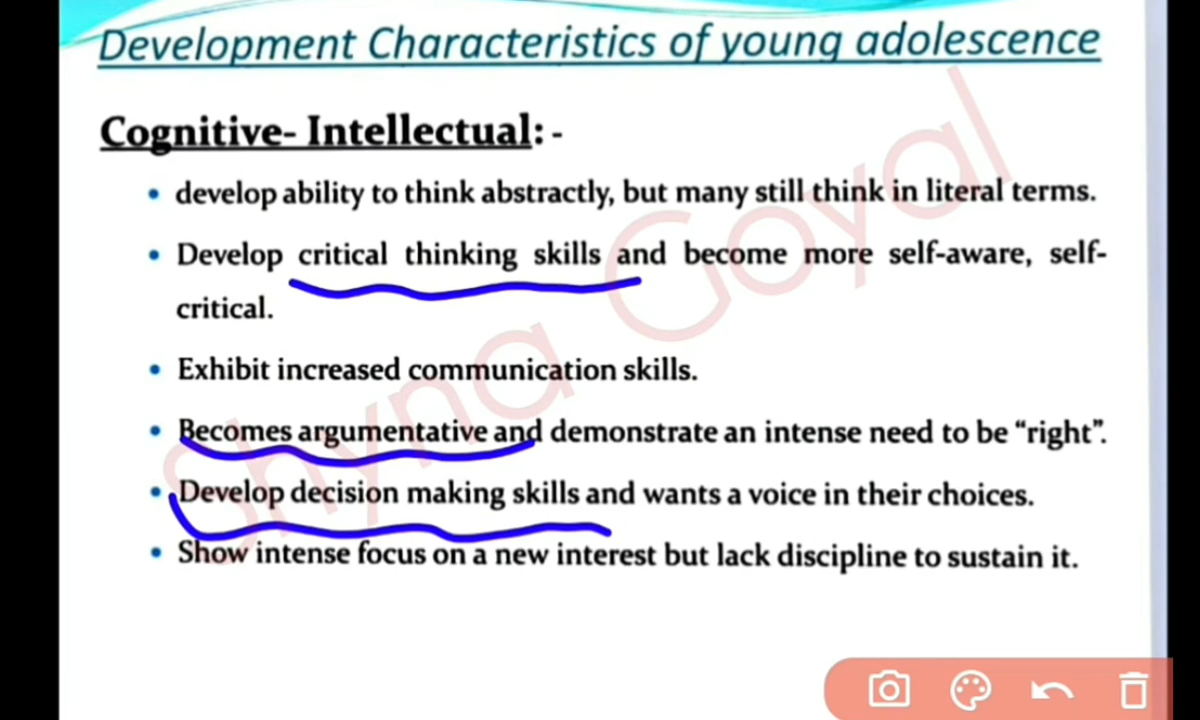 Development Characteristics of young adolescence
Cognitive- Intellectual: -
• develop ability to think abstractly, but many still think in literal terms.
• Develop critical thinking skills and become more self-aware, self-
critical.
• Exhibit increased communication skills.
• Becomes argumentative and demonstrate an intense need to be “right”.
• Develop decision making skills and wants a voice in their choices.
• Show intense focus on a new interest but lack discipline to sustain it.
Shyna Goyal